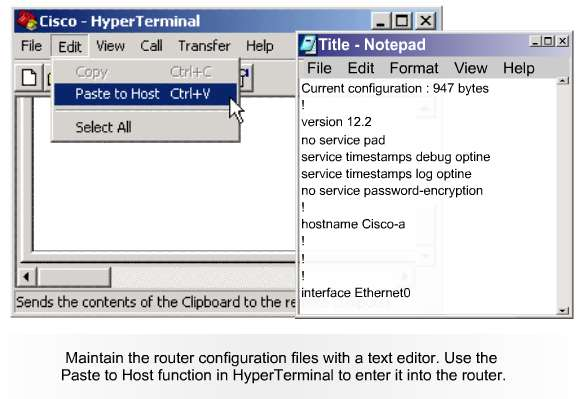 Cisco - HyperTerminal
File Edit View Call Transfer Help
Copy Ctrl+C
Paste to Host Ctrl+V
Select All
Sends the contents of the Clipboard to the re
Title - Notepad
File Edit Format View Help
Current configuration : 947 bytes
!
version 12.2
no service pad
service timestamps debug optine
service timestamps log optine
no service password-encryption
!
hostname Cisco-a
!
!
!
interface Ethernet0
Maintain the router configuration files with a text editor. Use the
Paste to Host function in HyperTerminal to enter it into the router.